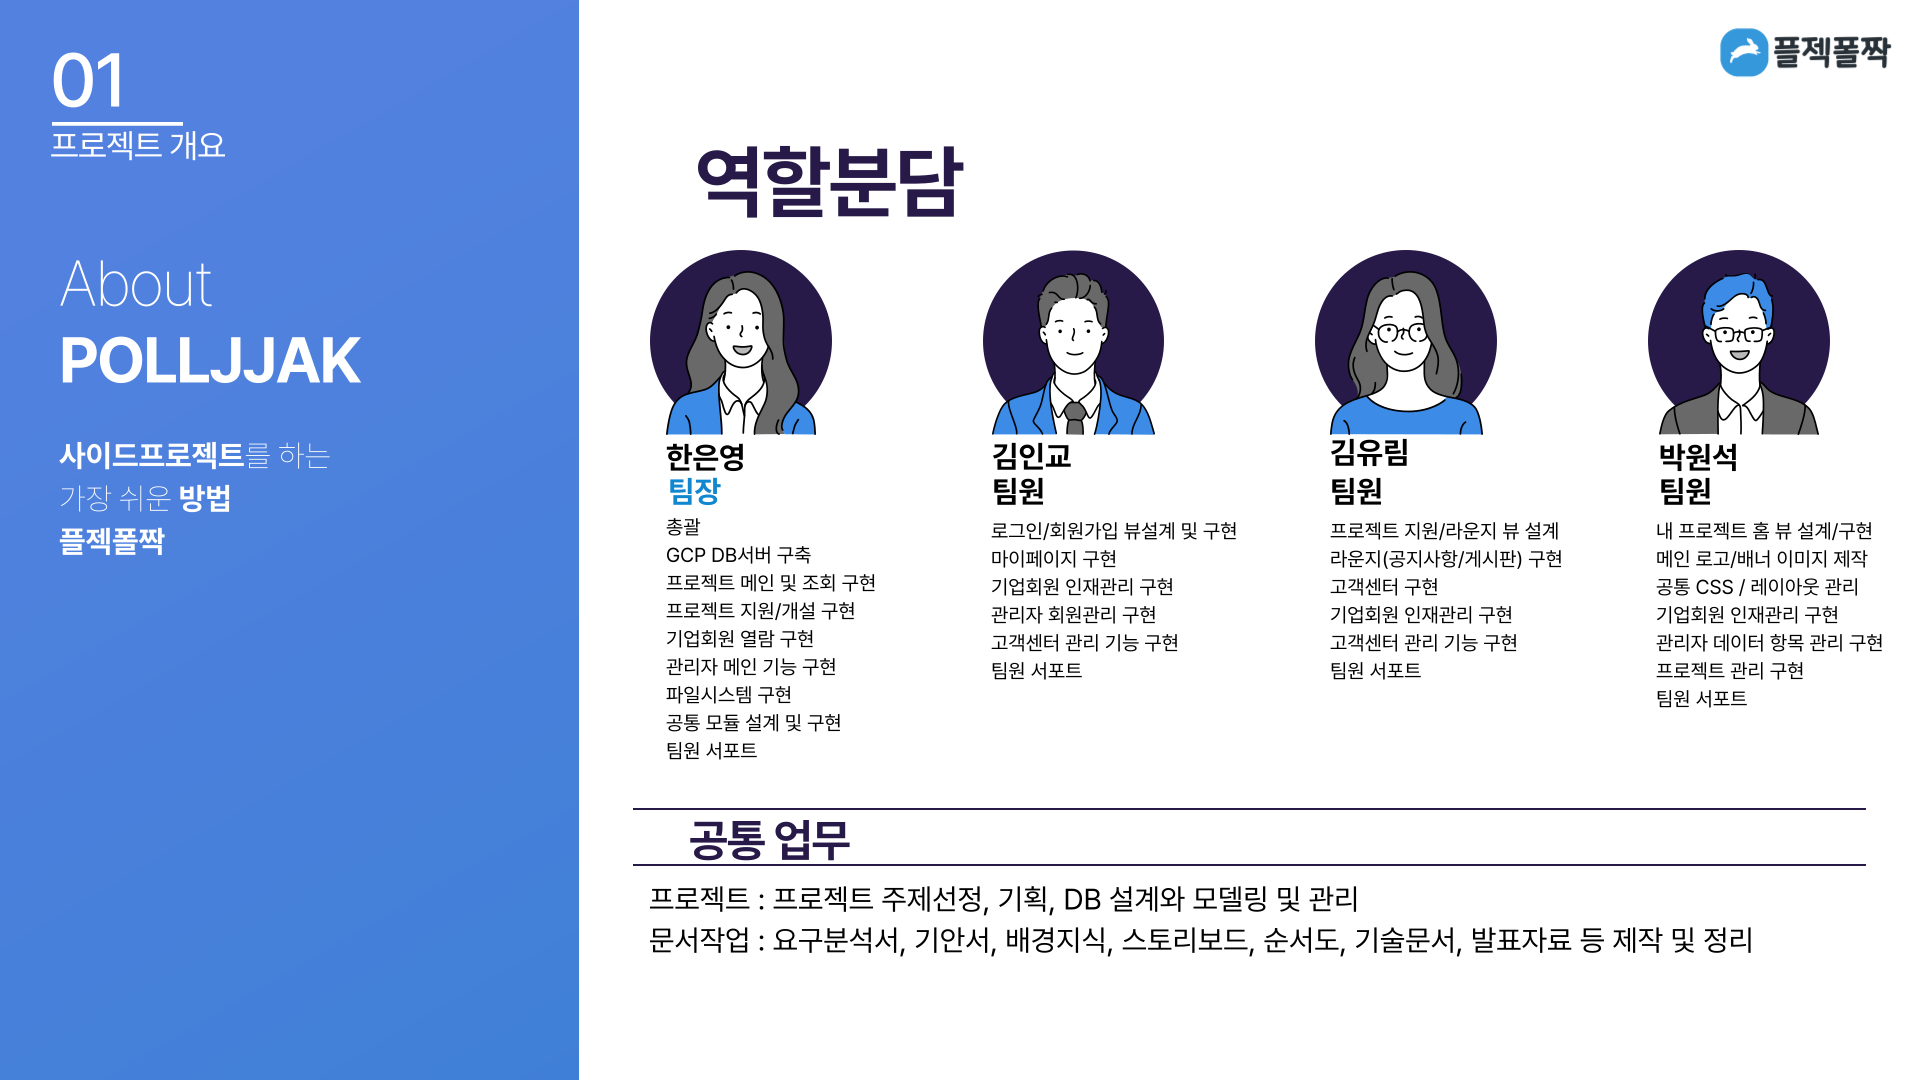 01
프로젝트 개요
About
POLLJJAK
사이드프로젝트를 하는
가장 쉬운 방법
플젝폴짝
플젝폴짝
역할분담
한은영
팀장
총괄
GCP DB서버 구축
프로젝트 메인 및 조회 구현
프로젝트 지원/개설 구현
기업회원 열람 구현
관리자 메인 기능 구현
파일시스템 구현
공통 모듈 설계 및 구현
팀원 서포트
김인교
팀원
로그인/회원가입 뷰설계 및 구현
마이페이지 구현
기업회원 인재관리 구현
관리자 회원관리 구현
고객센터 관리 기능 구현
팀원 서포트
김유림
팀원
프로젝트 지원/라운지 뷰 설계
라운지(공지사항/게시판) 구현
고객센터 구현
기업회원 인재관리 구현
고객센터 관리 기능 구현
팀원 서포트
박원석
팀원
내 프로젝트 홈 뷰 설계/구현
메인 로고/배너 이미지 제작
공통 CSS / 레이아웃 관리
기업회원 인재관리 구현
관리자 데이터 항목 관리 구현
프로젝트 관리 구현
팀원 서포트
공통 업무
프로젝트 : 프로젝트 주제선정, 기획, DB 설계와 모델링 및 관리
문서작업 : 요구분석서, 기안서, 배경지식, 스토리보드, 순서도, 기술문서, 발표자료 등 제작 및 정리